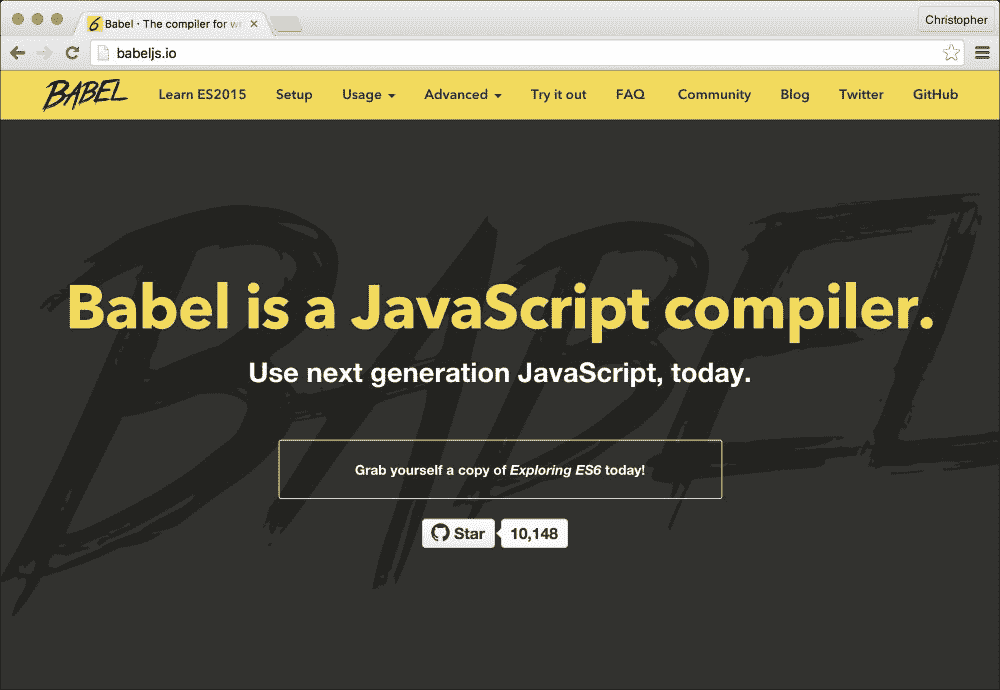 Babel · The compiler for wr
Christopher
babeljs.io
BABEL Learn ES2015 Setup Usage Advanced Try it out FAQ Community Blog Twitter GitHub
BABEL
Babel is a JavaScript compiler.
Use next generation JavaScript, today.
Grab yourself a copy of Exploring ES6 today!
Star 10,148